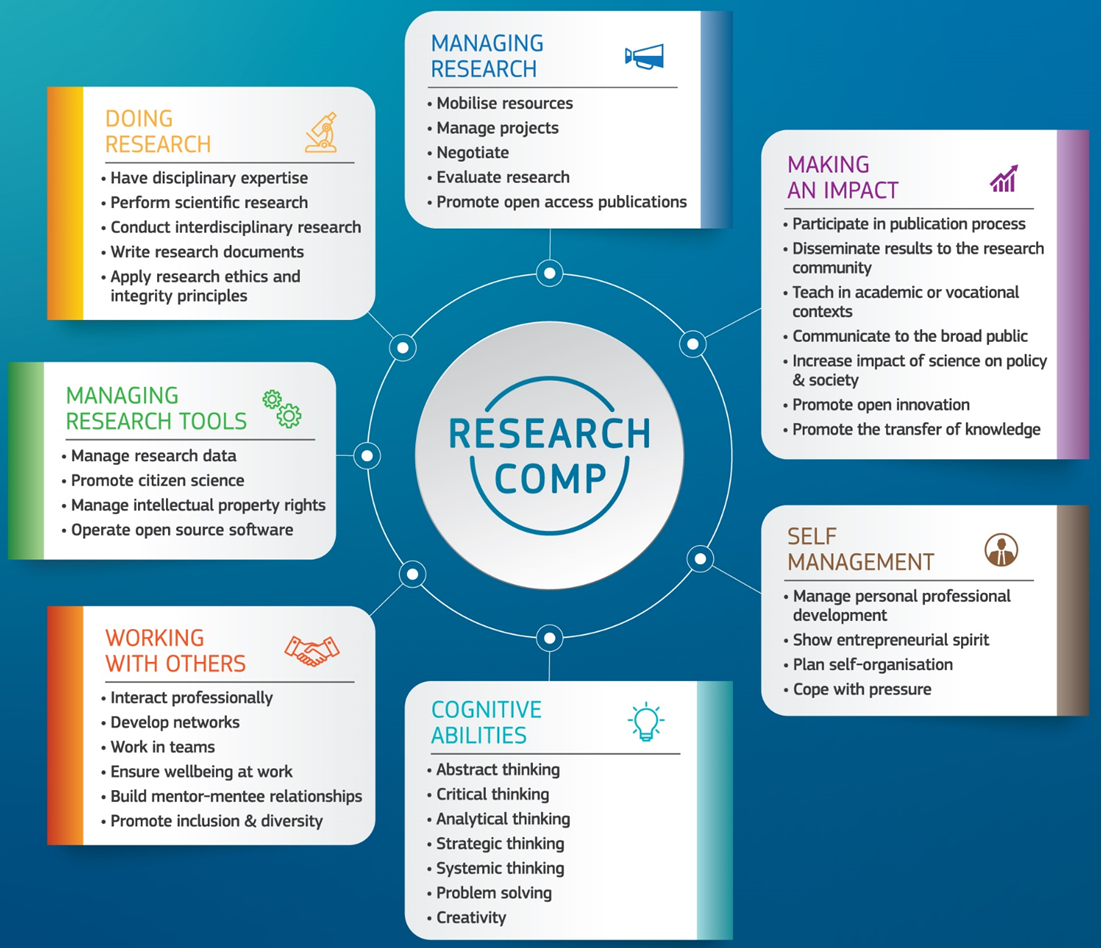 MANAGING
RESEARCH
• Mobilise resources
• Manage projects
• Negotiate
• Evaluate research
• Promote open access publications
DOING
RESEARCH
• Have disciplinary expertise
• Perform scientific research
• Conduct interdisciplinary research
• Write research documents
• Apply research ethics and
integrity principles
MAKING
AN IMPACT
• Participate in publication process
• Disseminate results to the research
community
• Teach in academic or vocational
contexts
• Communicate to the broad public
• Increase impact of science on policy
& society
• Promote open innovation
• Promote the transfer of knowledge
MANAGING
RESEARCH TOOLS
• Manage research data
• Promote citizen science
• Manage intellectual property rights
• Operate open source software
RESEARCH
COMP
SELF
MANAGEMENT
• Manage personal professional
development
• Show entrepreneurial spirit
• Plan self-organisation
• Cope with pressure
WORKING
WITH OTHERS
• Interact professionally
• Develop networks
• Work in teams
• Ensure wellbeing at work
• Build mentor-mentee relationships
• Promote inclusion & diversity
COGNITIVE
ABILITIES
• Abstract thinking
• Critical thinking
• Analytical thinking
• Strategic thinking
• Systemic thinking
• Problem solving
• Creativity